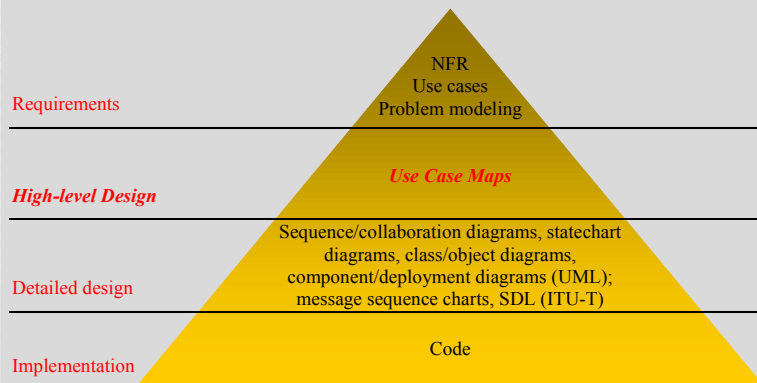 NFR
Use cases
Requirements
Problem modeling
Use Case Maps
High-level Design
Sequence/collaboration diagrams, statechart
diagrams, class/object diagrams,
component/deployment diagrams (UML);
Detailed design
message sequence charts, SDL (ITU-T)
Code
Implementation